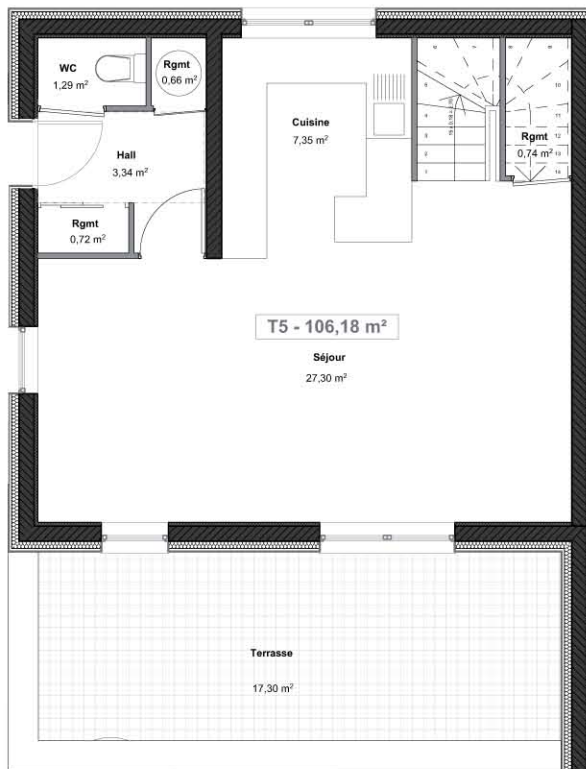 WC
1,29 m²
Rgmt
0,66 m²
Cuisine
7,35 m²
Hall
3,34 m²
Rgmt
0,74 m²
Rgmt
0,72 m²
T5 - 106,18 m²
Séjour
27,30 m²
Terrasse
17,30 m²